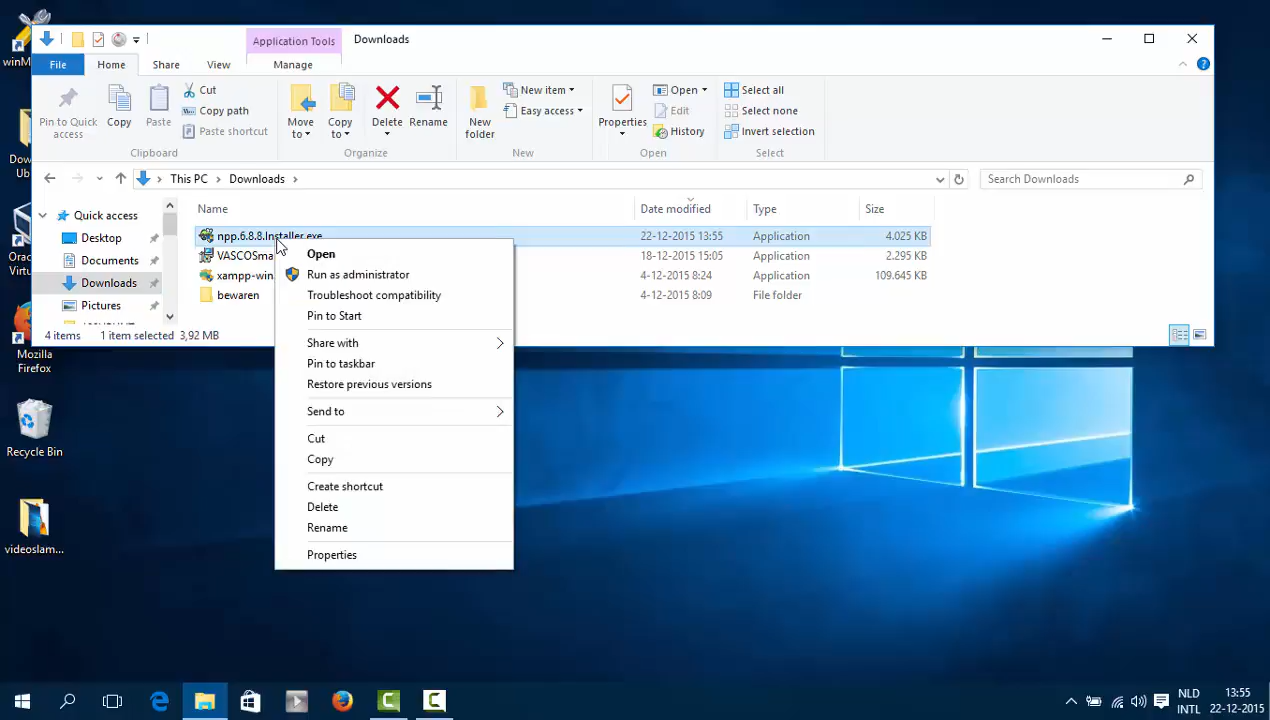 winM
Application Tools
Downloads
File
Home
Share
View
Manage
Pin to Quick access
Copy
Paste
Cut
Copy path
Paste shortcut
Clipboard
Move to
Copy to
Delete
Rename
Organize
New folder
New item
Easy access
New
Properties
Open
Edit
History
Open
Select all
Select none
Invert selection
Select
This PC
Downloads
Search Downloads
Quick access
Desktop
Documents
Downloads
Pictures
Name
Date modified
Type
Size
npp.6.8.8.Installer.exe
22-12-2015 13:55
Application
4.025 KB
VASCOSma
18-12-2015 15:05
Application
2.295 KB
xampp-win
4-12-2015 8:24
Application
109.645 KB
bewaren
4-12-2015 8:09
File folder
4 items
1 item selected
3,92 MB
Open
Run as administrator
Troubleshoot compatibility
Pin to Start
Share with
Pin to taskbar
Restore previous versions
Send to
Cut
Copy
Create shortcut
Delete
Rename
Properties
Dow
Ub
Orac
Virtu
Mozilla
Firefox
Recycle Bin
videoslam...
NLD
INTL
13:55
22-12-2015